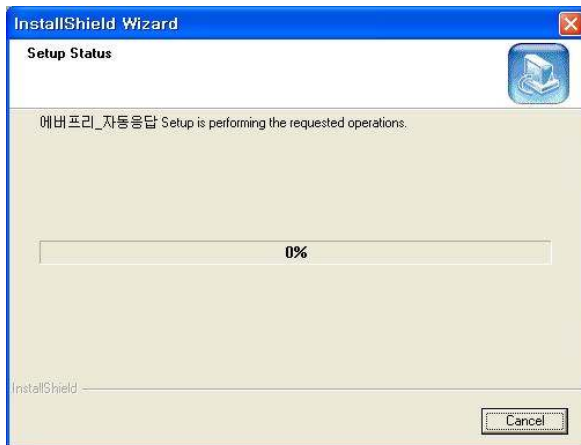 InstallShield Wizard
Setup Status
에버프리_자동응답 Setup is performing the requested operations.
0%
InstallShield
Cancel